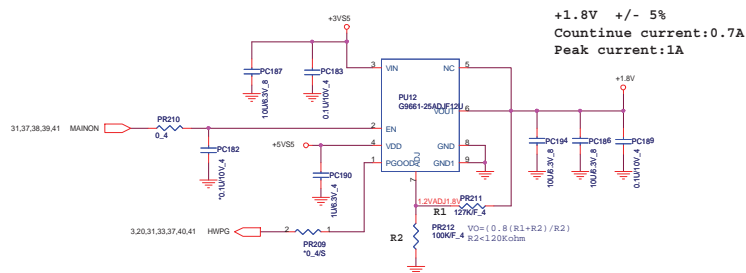 +1.8V +/- 5%
Countinue current:0.7A
Peak current:1A
+3VS5
PC187
10U/6.3V_8
PC183
0.1U/10V_4
3
VIN
NC
5
PU12
G9661-25ADJF12U
VOUT
6
+1.8V
31,37,38,39,41 MAINON
PR210
0_4
2
EN
PC182
*0.1U/10V_4
+5VS5
4
VDD
GND
8
1
PGOOD
GND1
9
ADJ
7
PC190
1U/6.3V_4
PC194
10U/6.3V_8
PC186
10U/6.3V_8
PC189
0.1U/10V_4
1.2VADJ1.8V
R1
PR211
127K/F_4
3,20,31,33,37,40,41 HWPG
2
1
PR209
*0_4/S
R2
PR212
100K/F_4
VO=(0.8(R1+R2)/R2)
R2<120Kohm